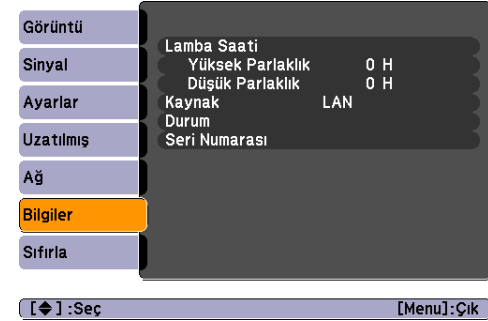 Görüntü
Sinyal
Ayarlar
Uzatılmış
Ağ
Bilgiler
Sıfırla
Lamba Saati
Yüksek Parlaklık 0 H
Düşük Parlaklık 0 H
Kaynak LAN
Durum
Seri Numarası
[◆] :Seç [Menu]:Çık